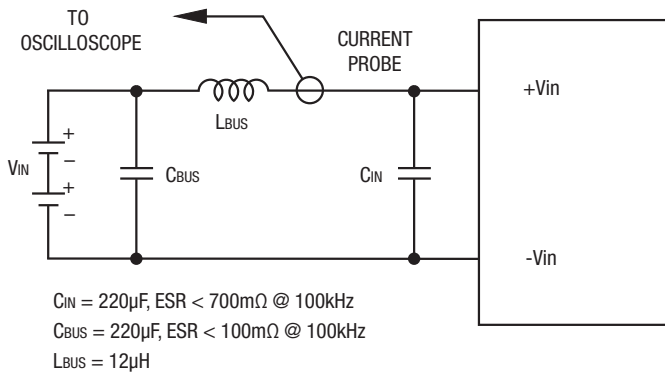 TO
OSCILLOSCOPE
CURRENT
PROBE
+Vin
LBUS
VIN
+
−
+
−
CBUS
CIN
-Vin
CIN = 220µF, ESR < 700mΩ @ 100kHz
CBUS = 220µF, ESR < 100mΩ @ 100kHz
LBUS = 12µH